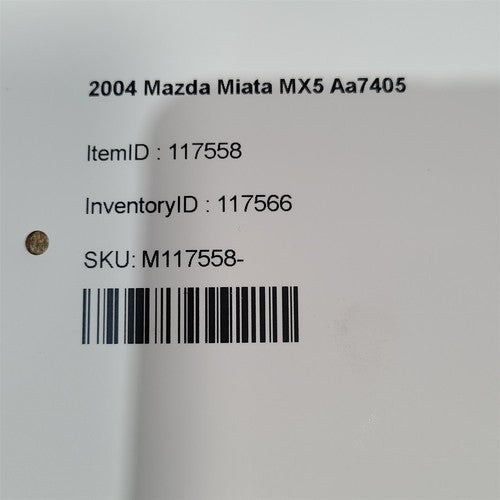 2004 Mazda Miata MX5 Aa7405
ItemID : 117558
InventoryID : 117566
SKU: M117558-